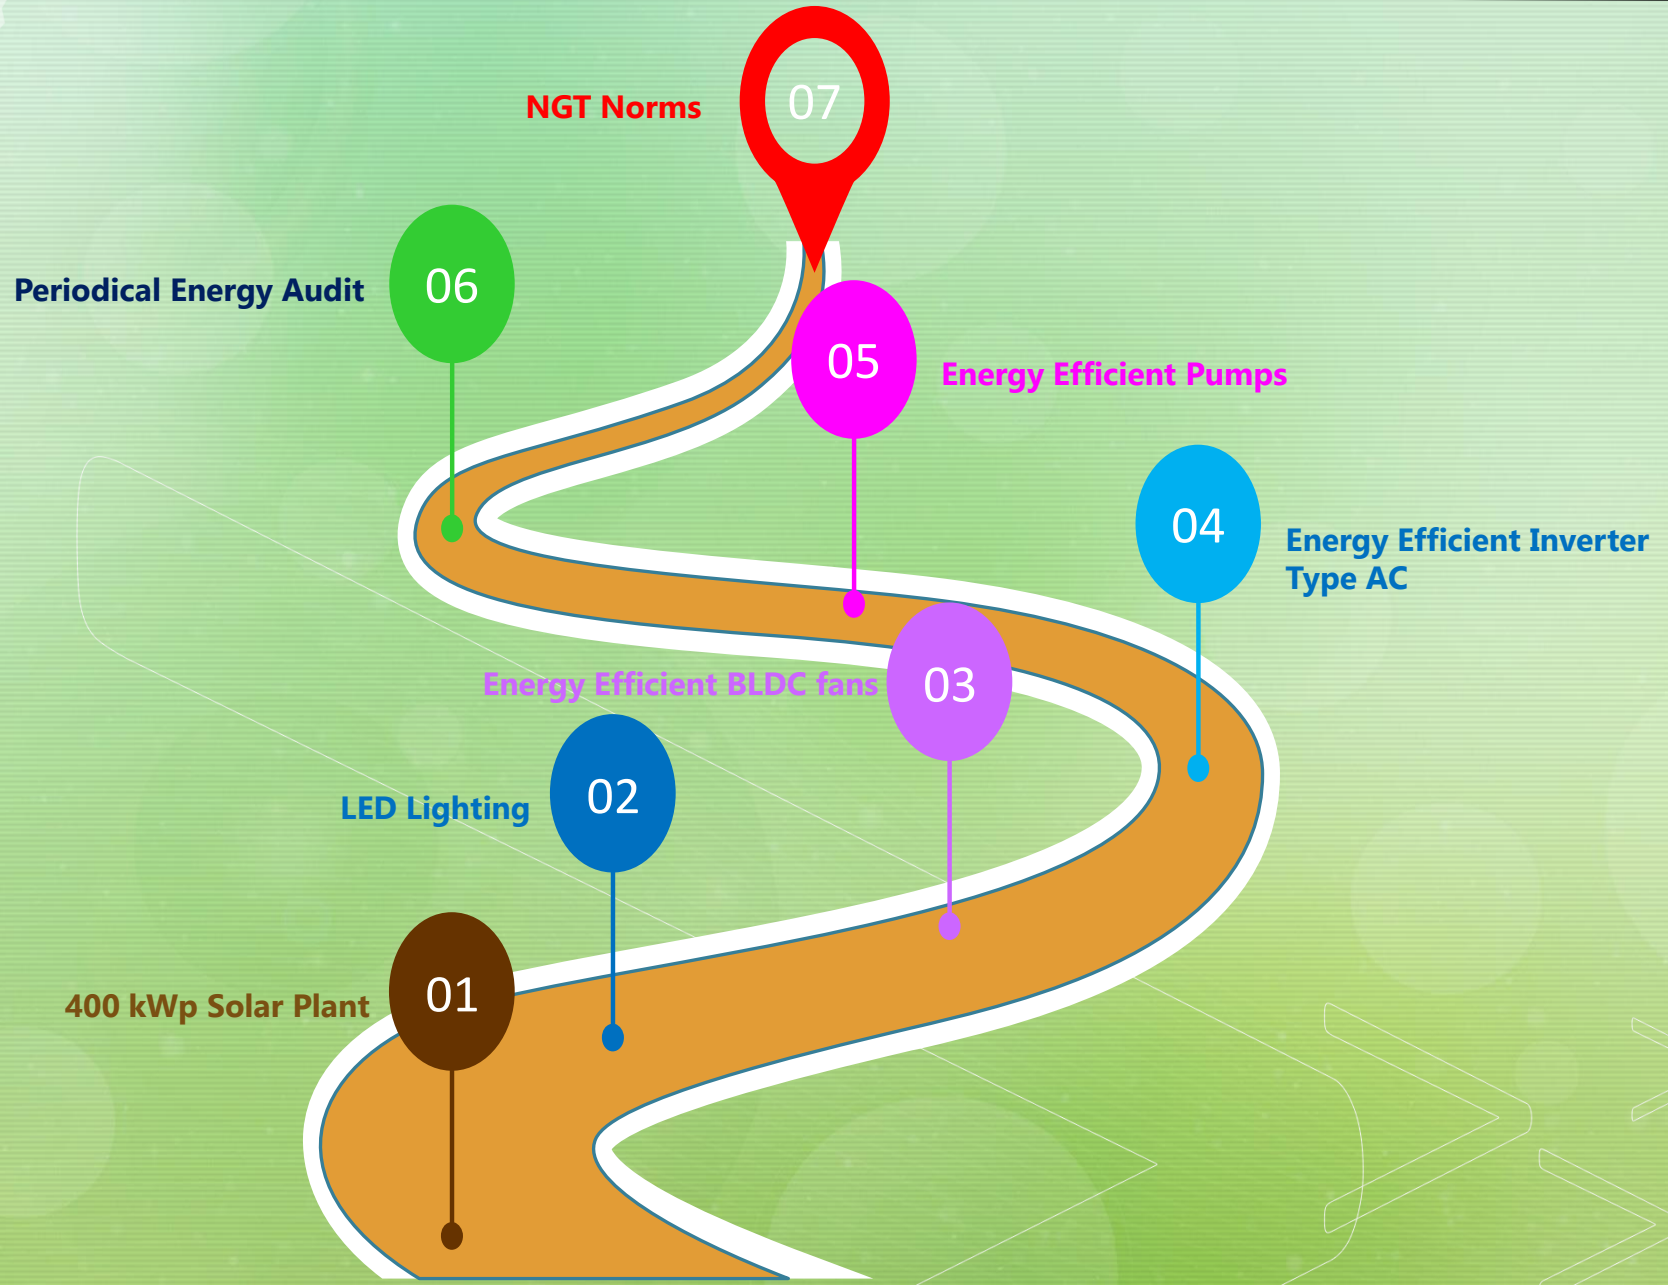 07
NGT Norms
06
Periodical Energy Audit
05
Energy Efficient Pumps
04
Energy Efficient Inverter
Type AC
03
Energy Efficient BLDC fans
02
LED Lighting
01
400 kWp Solar Plant